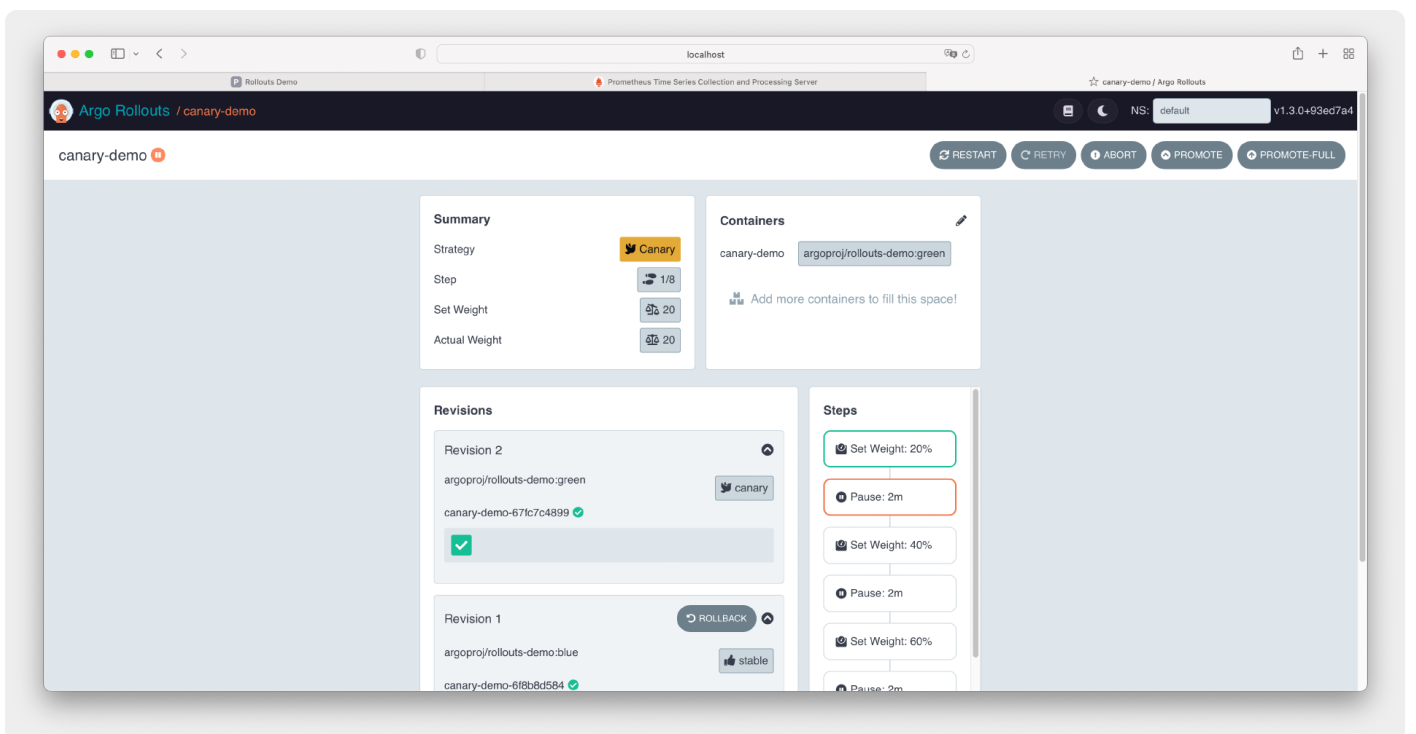 localhost
Rollouts Demo
Prometheus Time Series Collection and Processing Server
canary-demo / Argo Rollouts
Argo Rollouts / canary-demo
NS: default v1.3.0+93ed7a4
canary-demo
RESTART RETRY ABORT PROMOTE PROMOTE-FULL
Summary
Strategy Canary
Step 1/8
Set Weight 20
Actual Weight 20
Containers
canary-demo argoproj/rollouts-demo:green
Add more containers to fill this space!
Revisions
Revision 2
argoproj/rollouts-demo:green
canary
canary-demo-67fc7c4899
Revision 1 ROLLBACK
argoproj/rollouts-demo:blue
stable
canary-demo-6f8b8d584
Steps
Set Weight: 20%
Pause: 2m
Set Weight: 40%
Pause: 2m
Set Weight: 60%
Pause: 2m